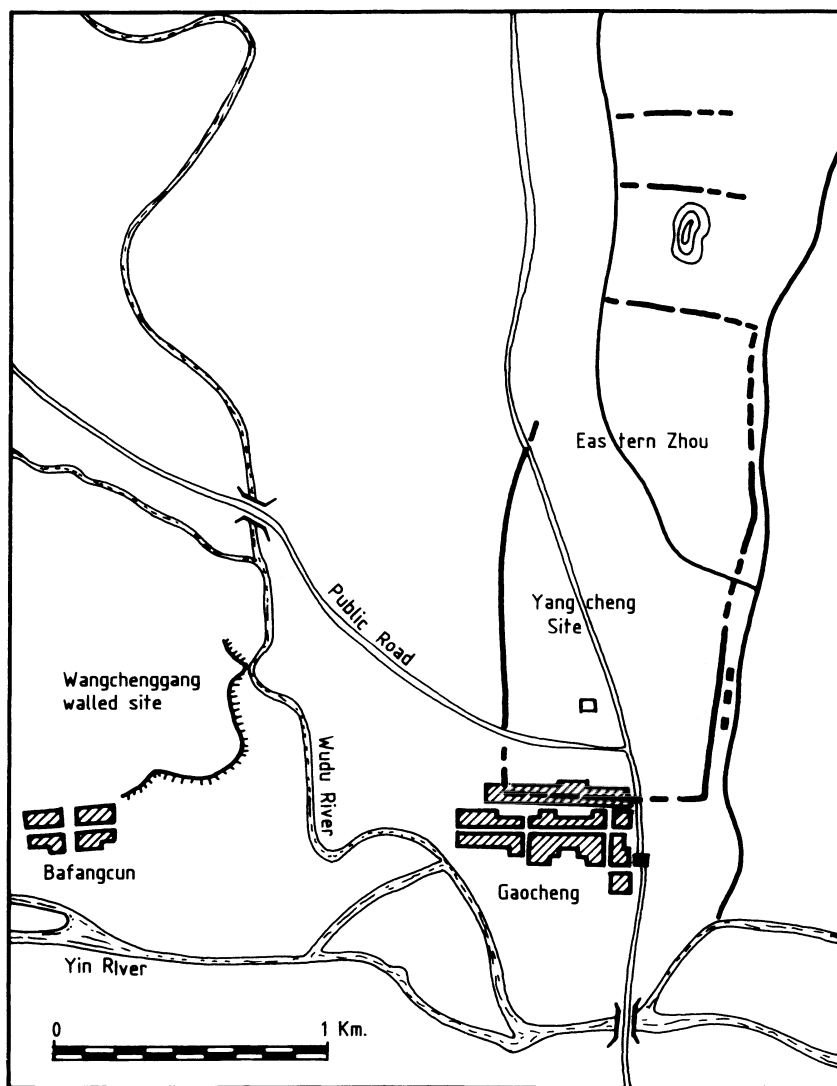 Eastern Zhou
Yangcheng
Site
Public Road
Wangchenggang
walled site
Wudu River
Bafangcun
Gaocheng
Yin River
0
1 Km.